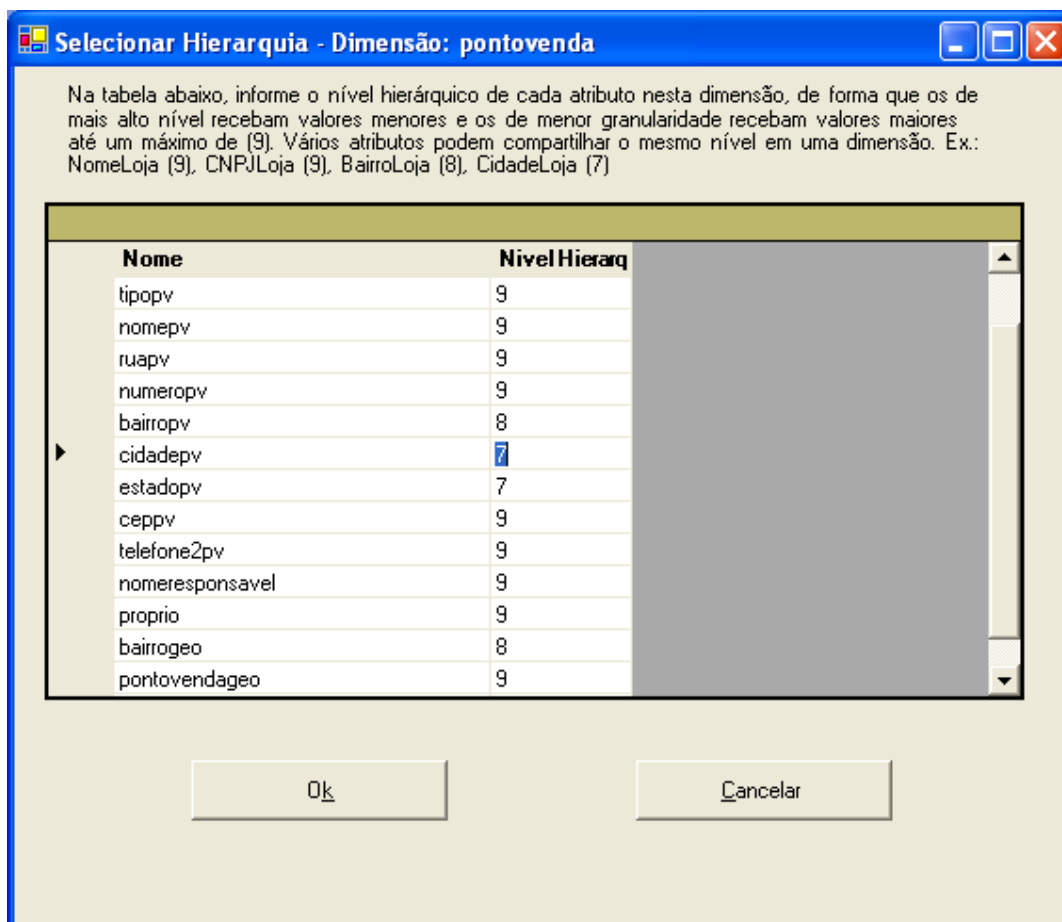 Selecionar Hierarquia - Dimensão: pontovenda
Na tabela abaixo, informe o nível hierárquico de cada atributo nesta dimensão, de forma que os de
mais alto nível recebam valores menores e os de menor granularidade recebam valores maiores
até um máximo de (9). Vários atributos podem compartilhar o mesmo nível em uma dimensão. Ex.:
NomeLoja (9), CNPJLoja (9), BairroLoja (8), CidadeLoja (7)
Nome NivelHierarq
tipopv 9
nomepv 9
ruapv 9
numeropv 9
bairropv 8
cidadepv 7
estadopv 7
ceppv 9
telefone2pv 9
nomeresponsavel 9
proprio 9
bairrogeo 8
pontovendageo 9
Ok Cancelar